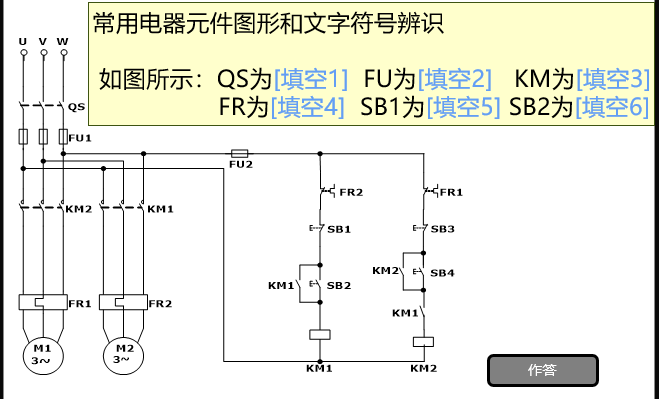 常用电器元件图形和文字符号辨识
如图所示：QS为[填空1] FU为[填空2] KM为[填空3]
FR为[填空4] SB1为[填空5] SB2为[填空6]
U V W
QS
FU1
FU2
FR2 FR1
KM2 KM1
SB1 SB3
KM2 SB4
KM1 SB2
KM1
FR1 FR2
M1
3~
M2
3~
KM1 KM2
作答